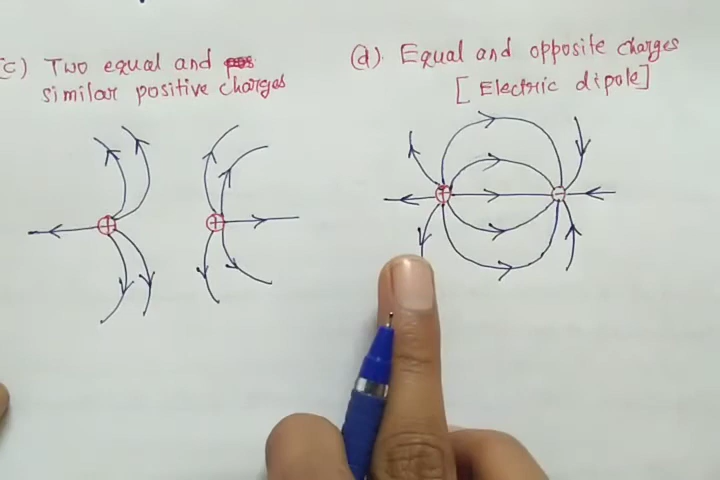 c) Two equal and
similar positive charges
(d). Equal and opposite charges
[Electric dipole]
+
+
+
-